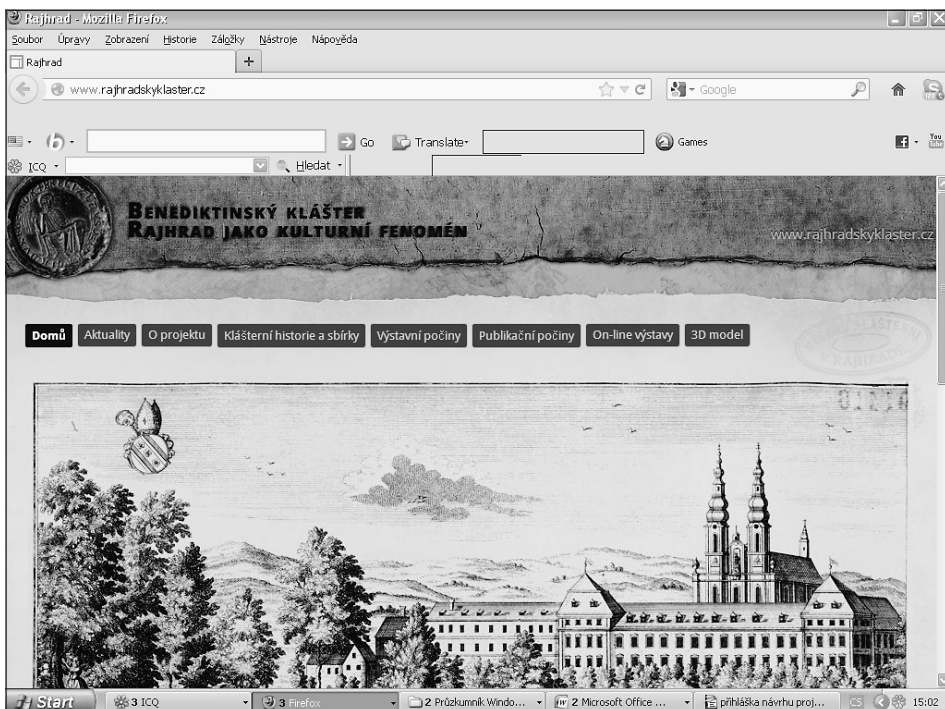 Rajhrad - Mozilla Firefox
Soubor Úpravy Zobrazení Historie Záložky Nástroje Nápověda
Rajhrad
www.rajhradskyklaster.cz Google
Go Translate Games You Tube
ICQ Hledat
BENEDIKTINSKÝ KLÁŠTER
RAJHRAD JAKO KULTURNÍ FENOMÉN
www.rajhradskyklaster.cz
Domů Aktuality O projektu Klášterní historie a sbírky Výstavní počiny Publikační počiny On-line výstavy 3D model
V RAJHRADĚ
Start 3 ICQ 3 Firefox 2 Průzkumník Windo... 2 Microsoft Office ... přihláška návrhu proj... CS 15:02